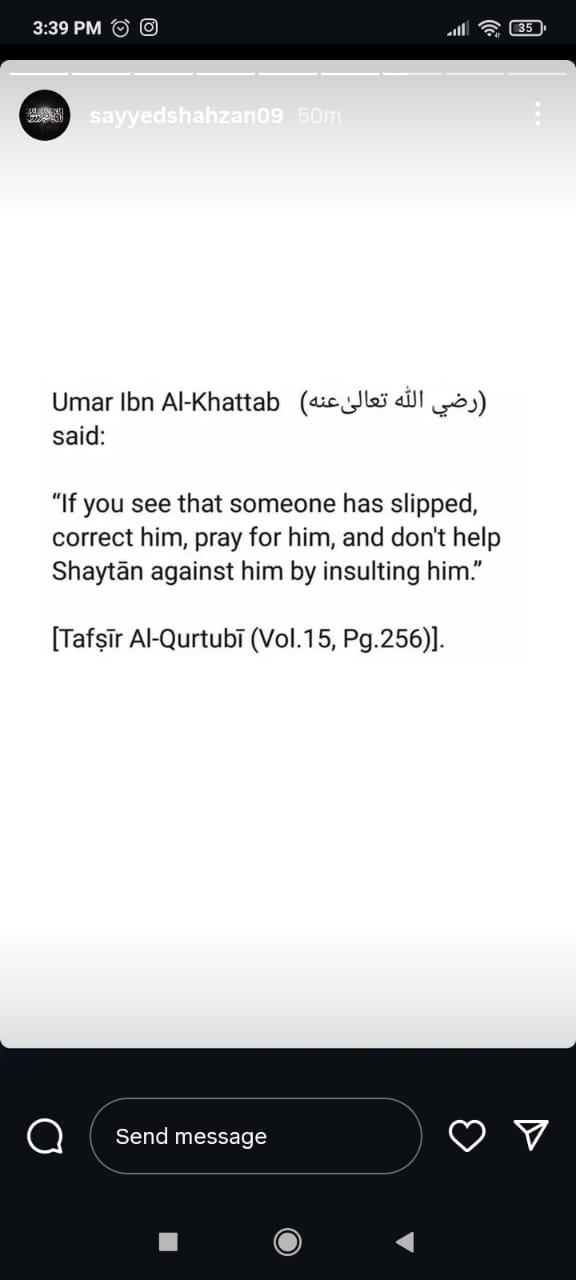 3:39 PM
35
sayyedshahzan09 50m
Umar Ibn Al-Khattab (رضي الله تعالىٰ عنه)
said:
“If you see that someone has slipped,
correct him, pray for him, and don't help
Shaytān against him by insulting him.”
[Tafṣīr Al-Qurtubī (Vol.15, Pg.256)].
Send message